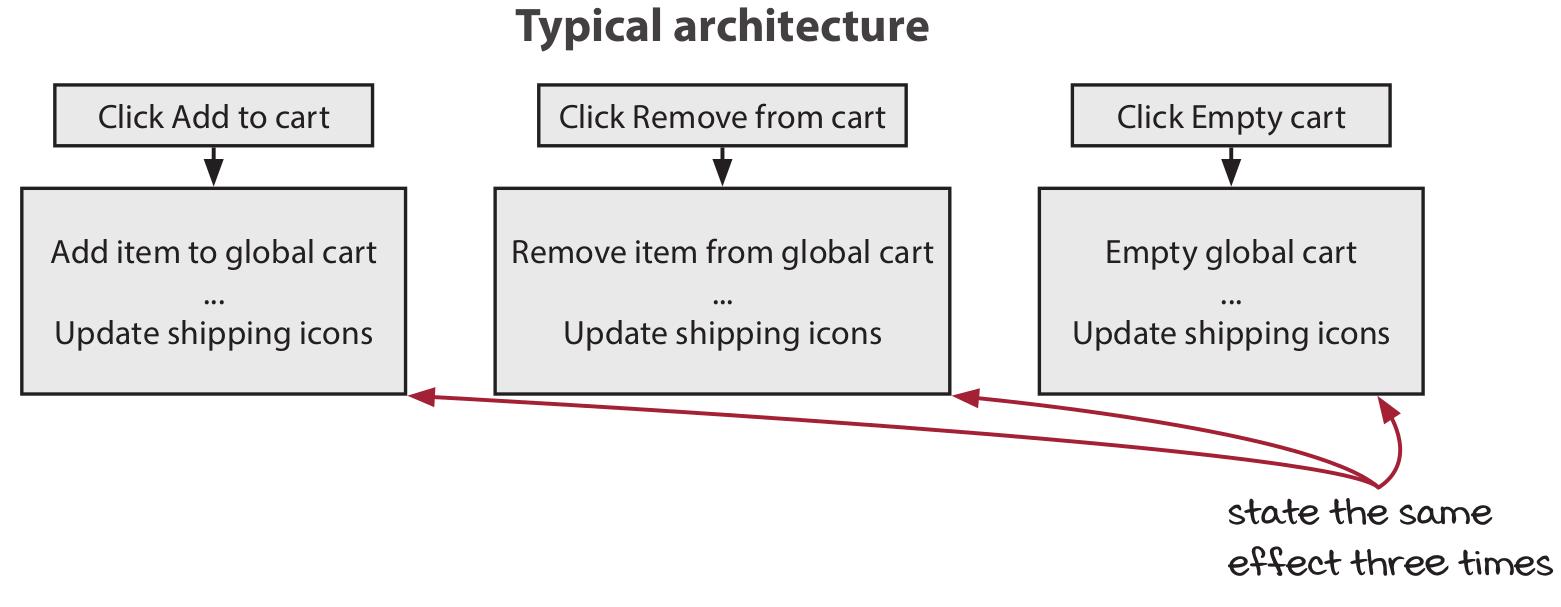 Typical architecture
Click Add to cart
Click Remove from cart
Click Empty cart
Add item to global cart
...
Update shipping icons
Remove item from global cart
...
Update shipping icons
Empty global cart
...
Update shipping icons
state the same
effect three times